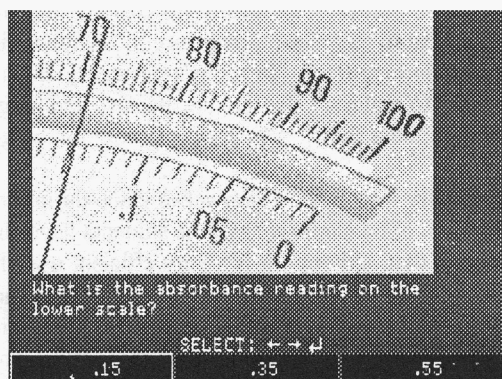 70
80
90
100
.1
.05
0
What is the absorbance reading on the
lower scale?
SELECT: ← → ↵
.15 .35 .55